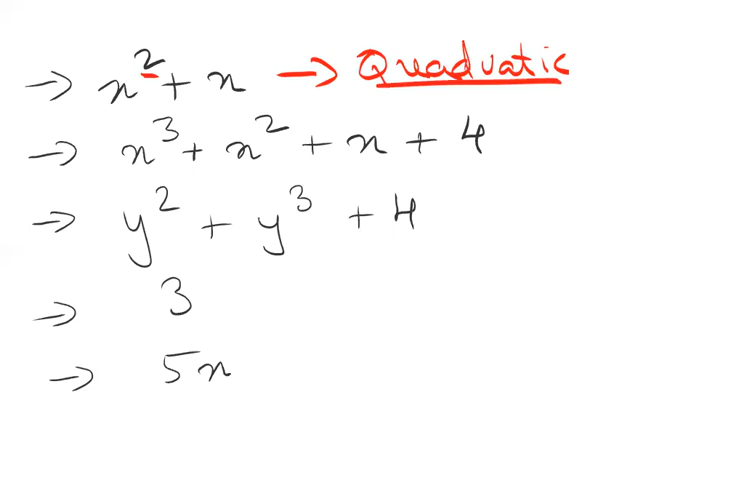 → x² + x → Quadratic
→ x³ + x² + x + 4
→ y² + y³ + 4
→ 3
→ 5x